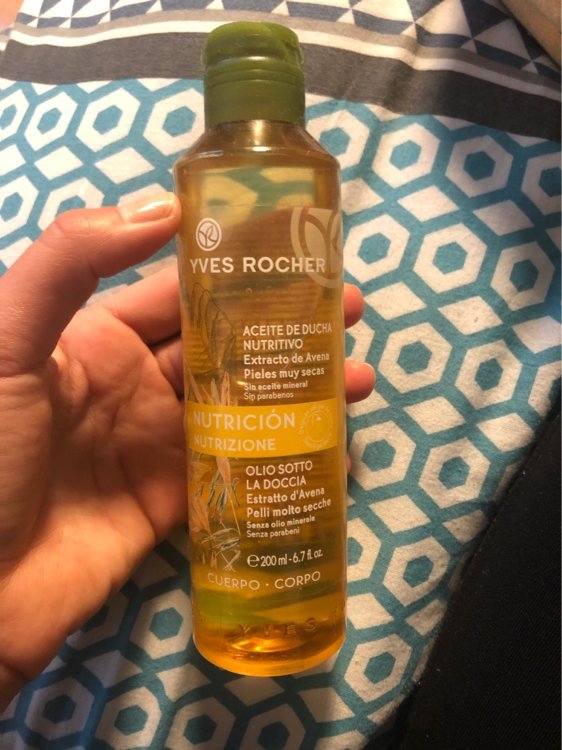 YVES ROCHER
ACEITE DE DUCHA
NUTRITIVO
Extracto de Avena
Pieles muy secas
Sin aceite mineral
Sin parabenos
NUTRICIÓN
NUTRIZIONE
OLIO SOTTO
LA DOCCIA
Estratto d'Avena
Pelli molto secche
Senza olio minerale
Senza parabeni
℮200 ml - 6.7 fl. oz.
CUERPO • CORPO
YVES